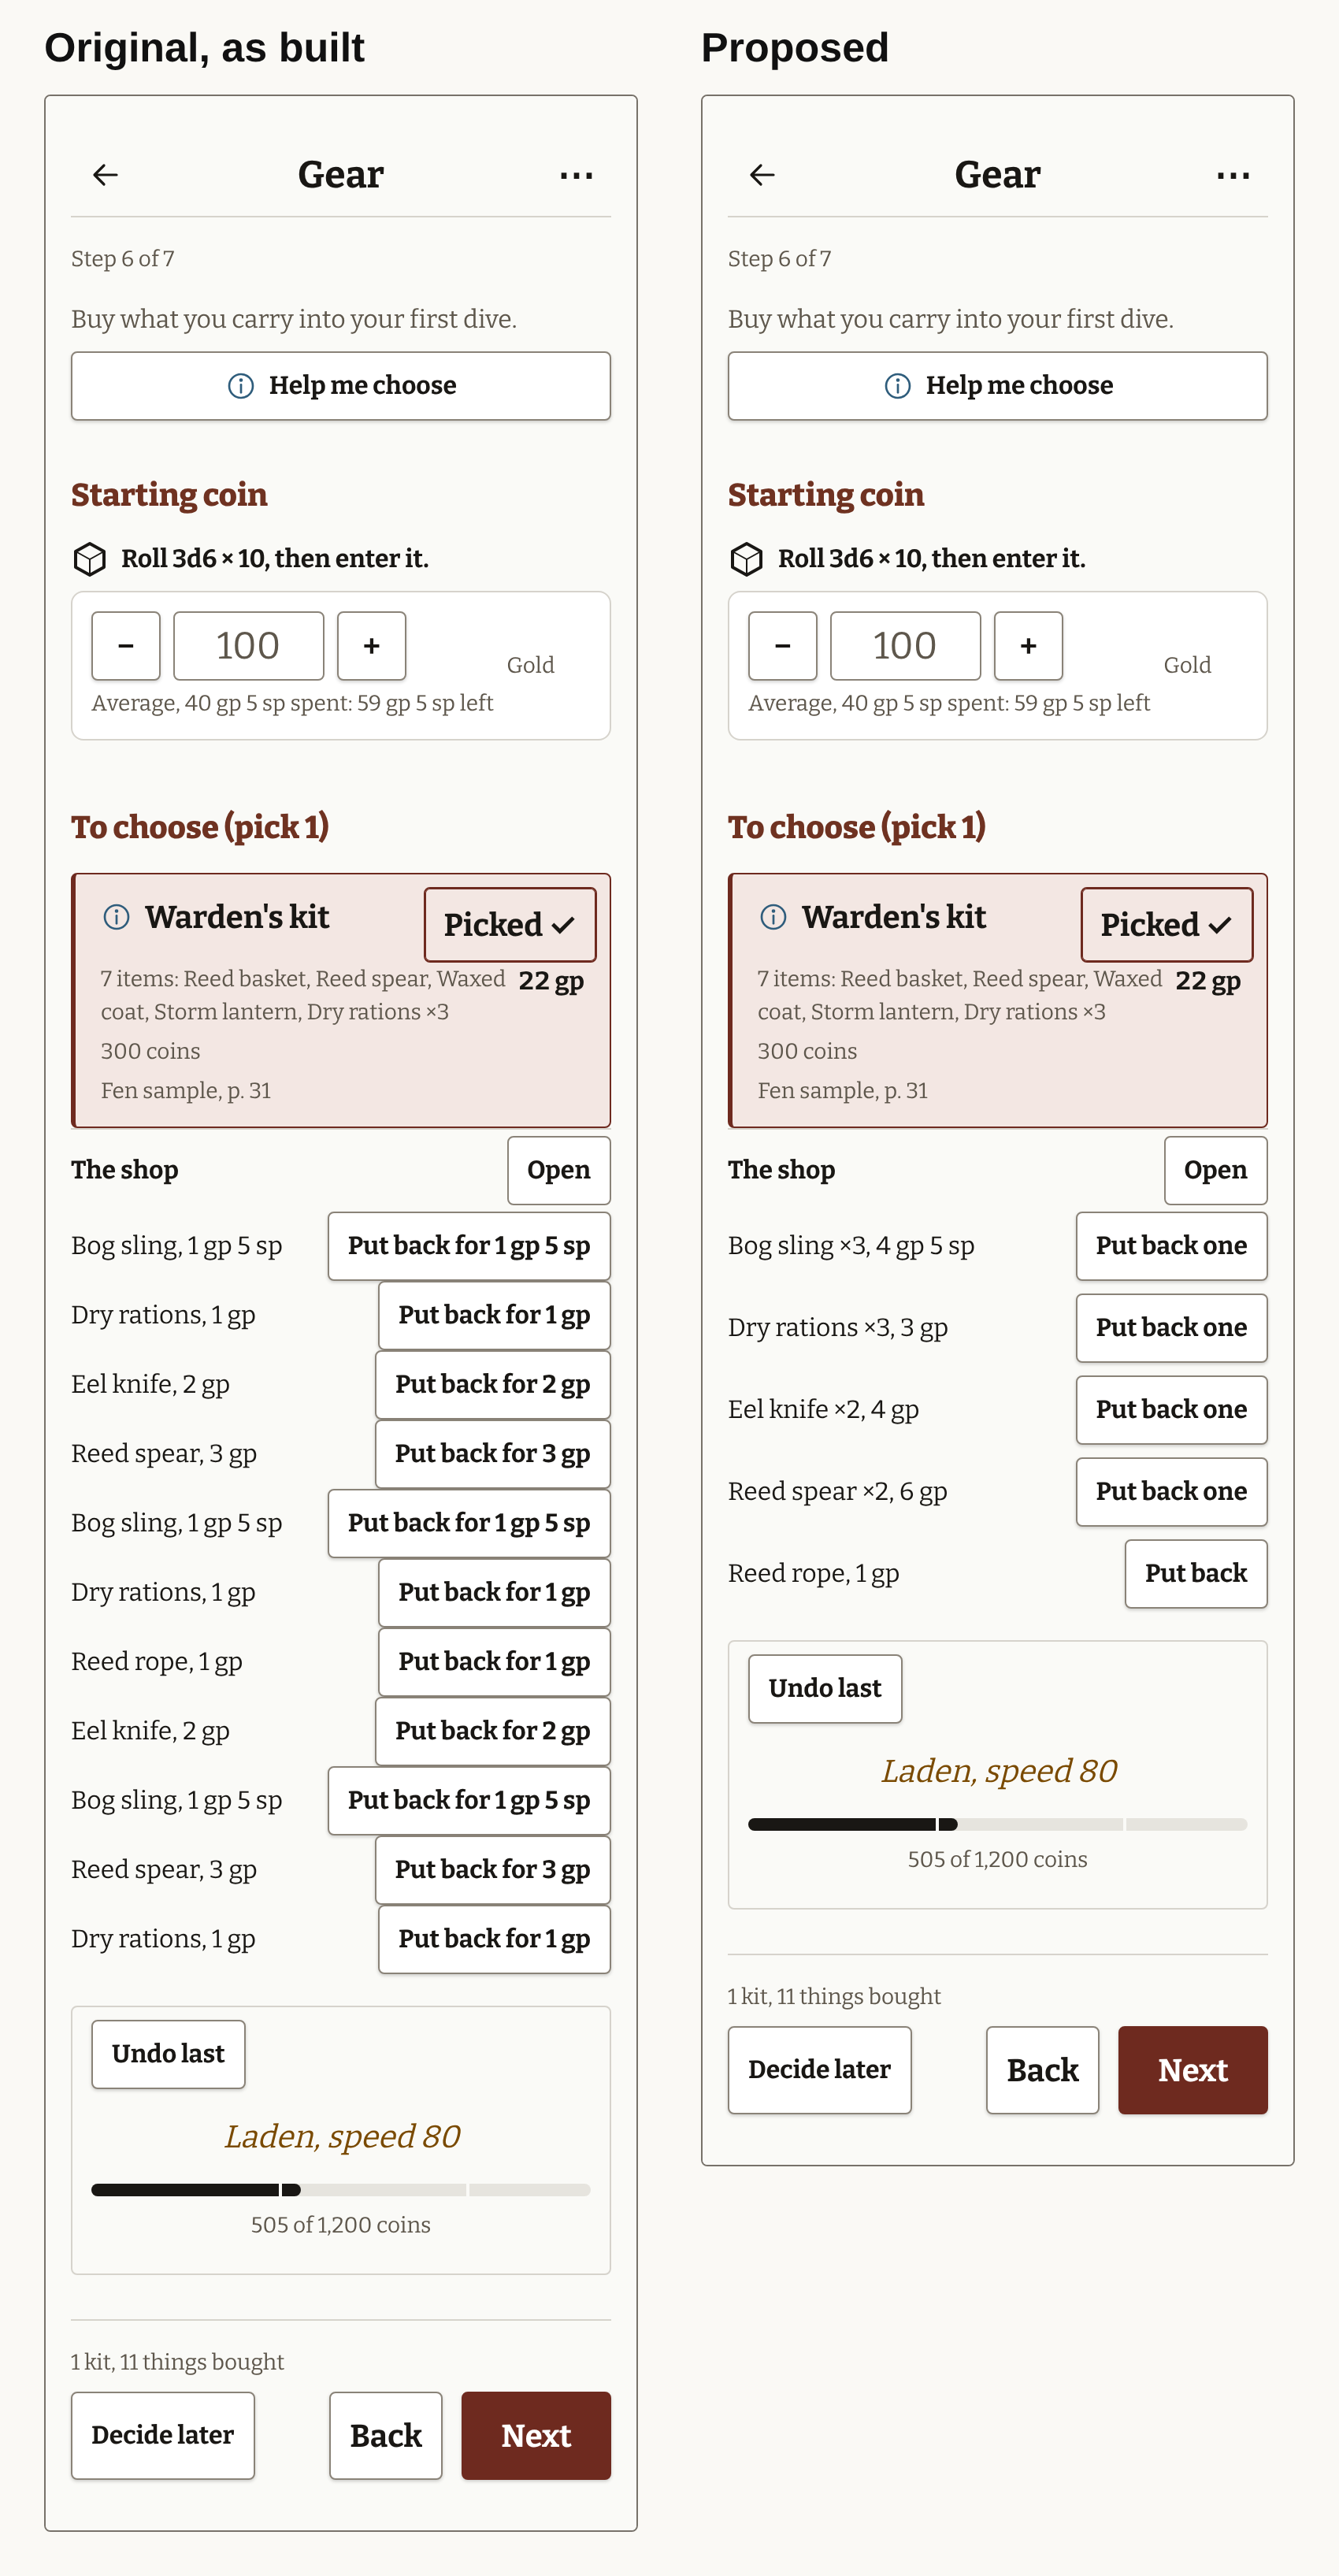 Original, as built
Gear
Step 6 of 7
Buy what you carry into your first dive.
Help me choose
Starting coin
Roll 3d6 × 10, then enter it.
− 100 + Gold
Average, 40 gp 5 sp spent: 59 gp 5 sp left
To choose (pick 1)
Warden's kit Picked ✓
7 items: Reed basket, Reed spear, Waxed 22 gp
coat, Storm lantern, Dry rations ×3
300 coins
Fen sample, p. 31
The shop Open
Bog sling, 1 gp 5 sp Put back for 1 gp 5 sp
Dry rations, 1 gp Put back for 1 gp
Eel knife, 2 gp Put back for 2 gp
Reed spear, 3 gp Put back for 3 gp
Bog sling, 1 gp 5 sp Put back for 1 gp 5 sp
Dry rations, 1 gp Put back for 1 gp
Reed rope, 1 gp Put back for 1 gp
Eel knife, 2 gp Put back for 2 gp
Bog sling, 1 gp 5 sp Put back for 1 gp 5 sp
Reed spear, 3 gp Put back for 3 gp
Dry rations, 1 gp Put back for 1 gp
Undo last
Laden, speed 80
505 of 1,200 coins
1 kit, 11 things bought
Decide later Back Next
Proposed
Gear
Step 6 of 7
Buy what you carry into your first dive.
Help me choose
Starting coin
Roll 3d6 × 10, then enter it.
− 100 + Gold
Average, 40 gp 5 sp spent: 59 gp 5 sp left
To choose (pick 1)
Warden's kit Picked ✓
7 items: Reed basket, Reed spear, Waxed 22 gp
coat, Storm lantern, Dry rations ×3
300 coins
Fen sample, p. 31
The shop Open
Bog sling ×3, 4 gp 5 sp Put back one
Dry rations ×3, 3 gp Put back one
Eel knife ×2, 4 gp Put back one
Reed spear ×2, 6 gp Put back one
Reed rope, 1 gp Put back
Undo last
Laden, speed 80
505 of 1,200 coins
1 kit, 11 things bought
Decide later Back Next